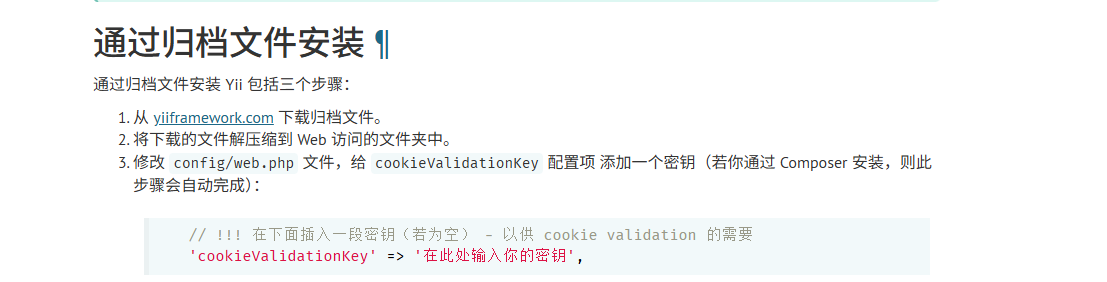 通过归档文件安装 ¶
通过归档文件安装 Yii 包括三个步骤：
1. 从 yiiframework.com 下载归档文件。
2. 将下载的文件解压缩到 Web 访问的文件夹中。
3. 修改 config/web.php 文件，给 cookieValidationKey 配置项 添加一个密钥（若你通过 Composer 安装，则此
步骤会自动完成）：
// !!! 在下面插入一段密钥（若为空） - 以供 cookie validation 的需要
'cookieValidationKey' => '在此处输入你的密钥',